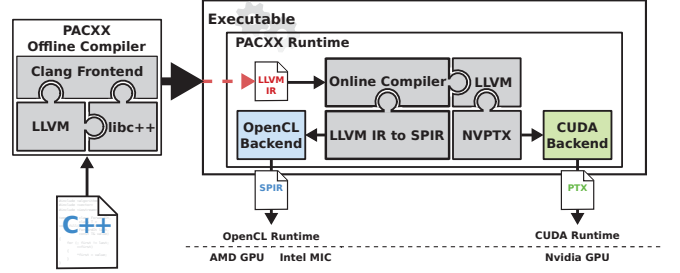 PACXX
Offline Compiler
Clang Frontend
LLVM
libc++
C++
Executable
PACXX Runtime
LLVM
IR
Online Compiler
LLVM
OpenCL
Backend
LLVM IR to SPIR
NVPTX
CUDA
Backend
SPIR
PTX
OpenCL Runtime
CUDA Runtime
AMD GPU Intel MIC
Nvidia GPU